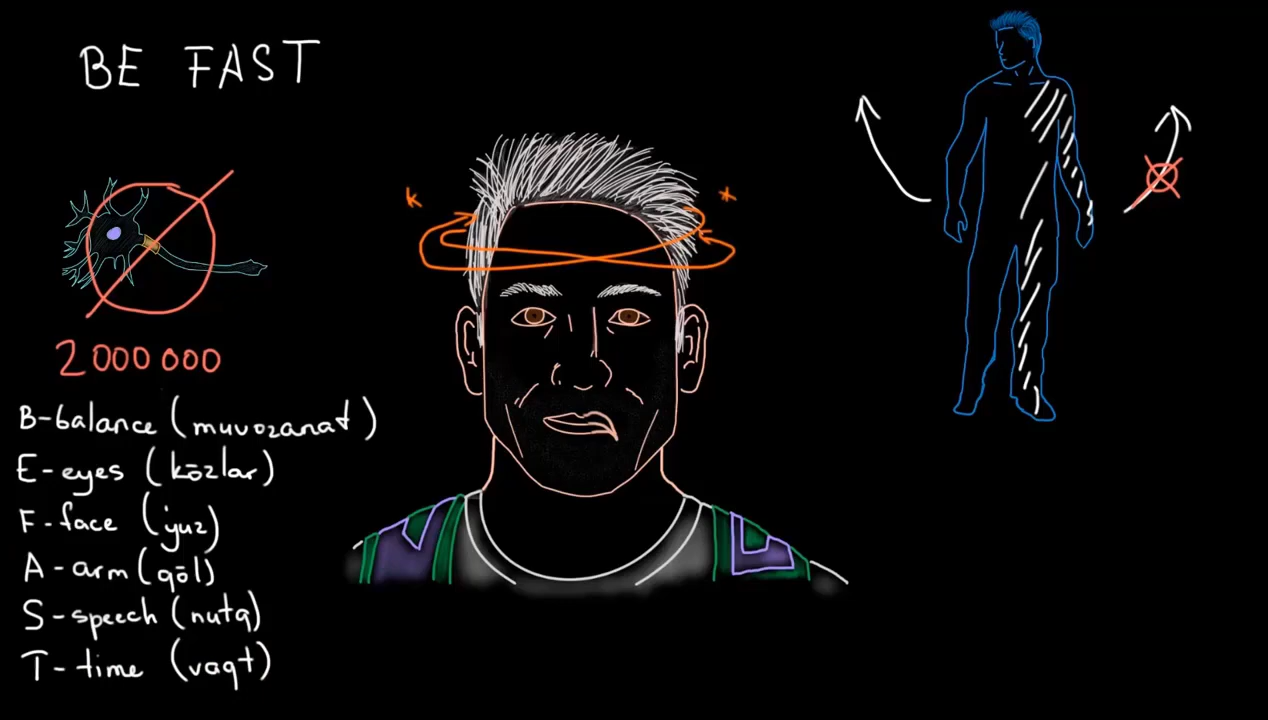 BE FAST
2 000 000
B-balance (muvozanat)
E-eyes (kōzlar)
F-face (yuz)
A-arm (qōl)
S-speech (nutq)
T-time (vaqt)